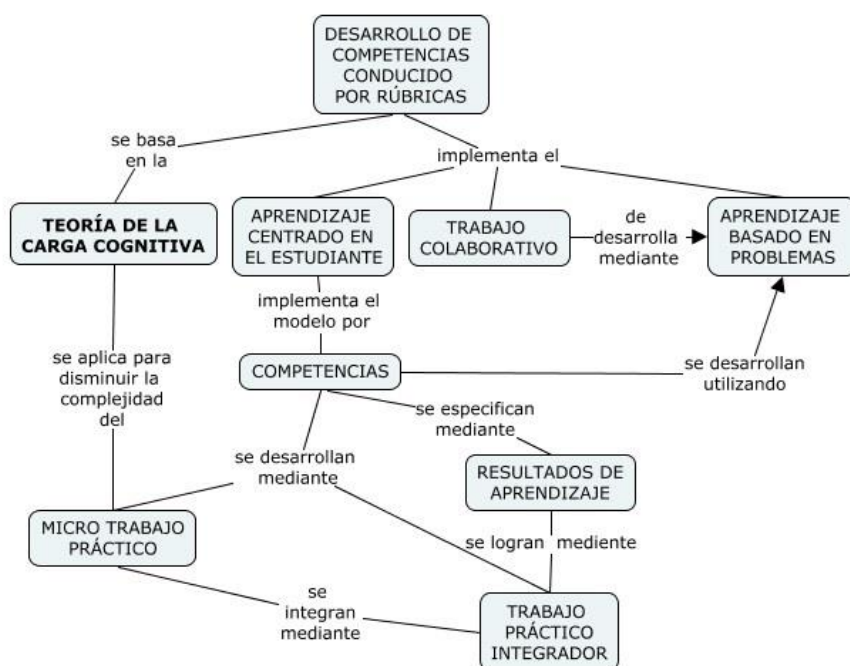 DESARROLLO DE
COMPETENCIAS
CONDUCIDO
POR RÚBRICAS
se basa
en la
implementa el
TEORÍA DE LA
CARGA COGNITIVA
APRENDIZAJE
CENTRADO EN
EL ESTUDIANTE
TRABAJO
COLABORATIVO
de
desarrolla
mediante
APRENDIZAJE
BASADO EN
PROBLEMAS
implementa el
modelo por
se aplica para
disminuir la
complejidad
del
COMPETENCIAS
se desarrollan
utilizando
se especifican
mediante
se desarrollan
mediante
RESULTADOS DE
APRENDIZAJE
MICRO TRABAJO
PRÁCTICO
se logran mediente
se
integran
mediante
TRABAJO
PRÁCTICO
INTEGRADOR